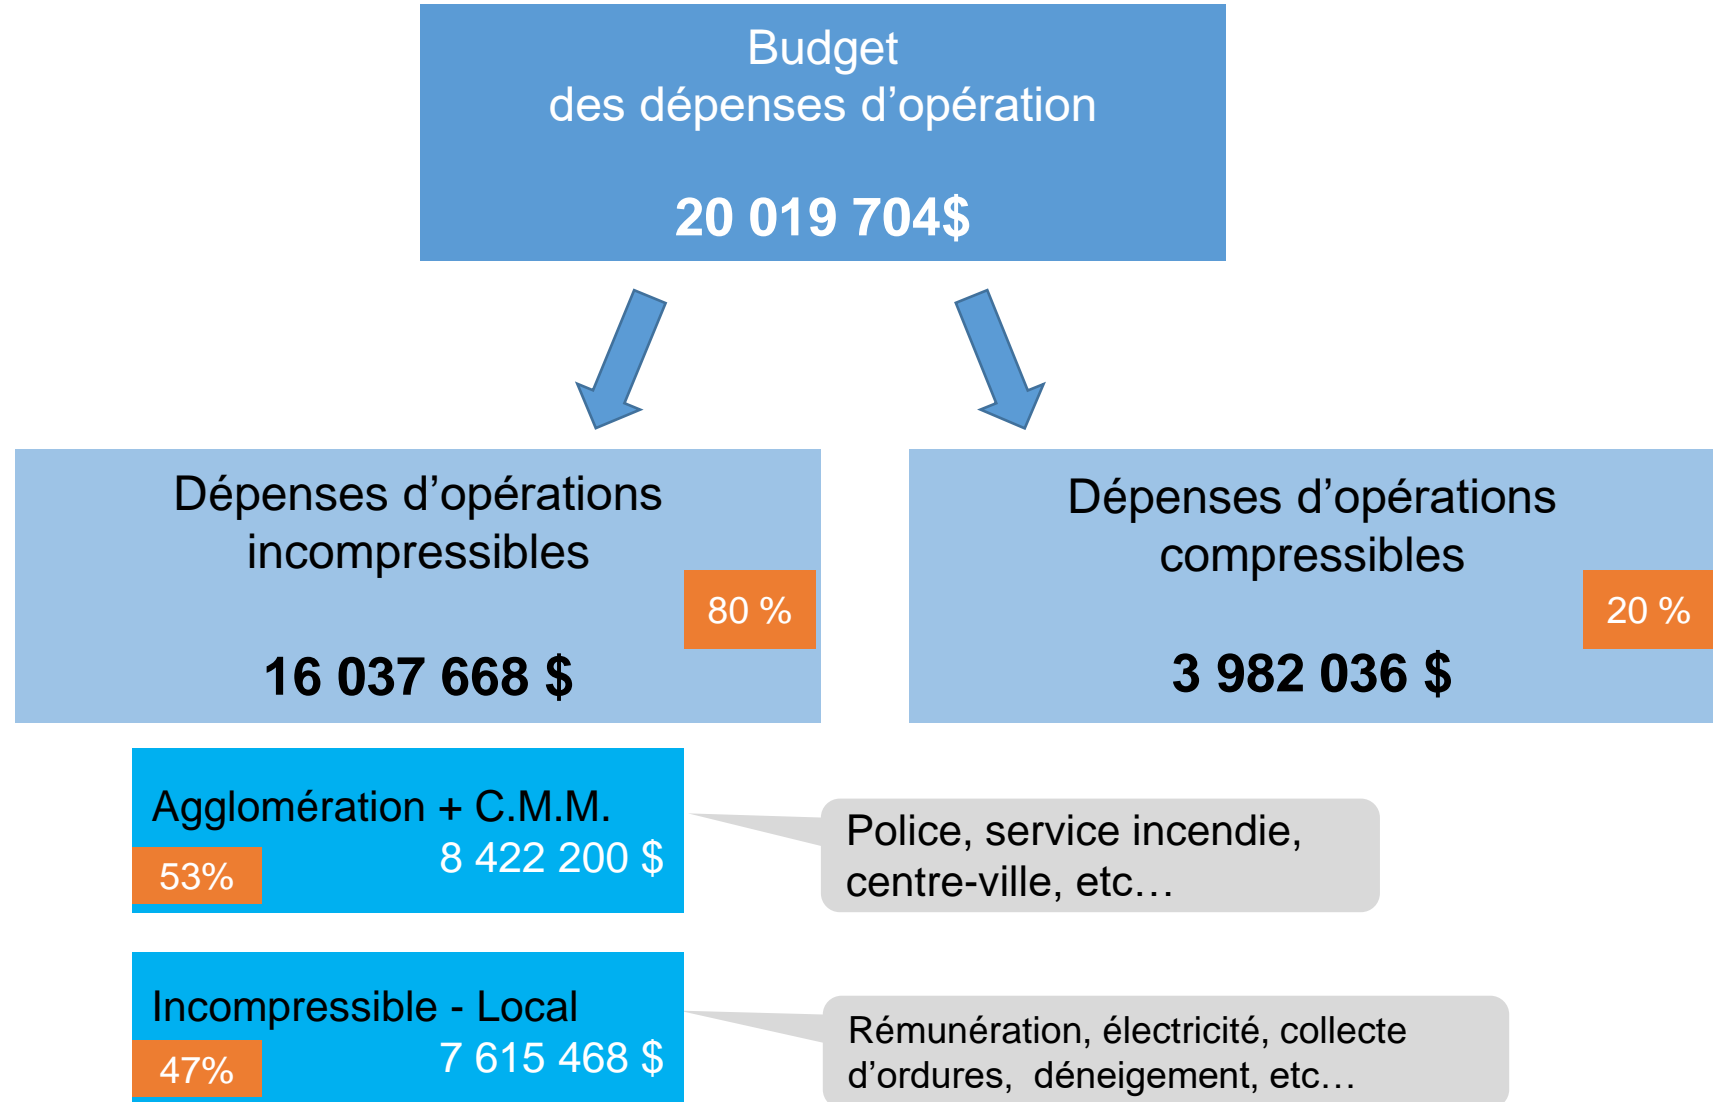 Budget
des dépenses d’opération
20 019 704$
Dépenses d’opérations
incompressibles
80 %
16 037 668 $
Dépenses d’opérations
compressibles
20 %
3 982 036 $
Agglomération + C.M.M.
8 422 200 $
53%
Police, service incendie,
centre-ville, etc…
Incompressible - Local
7 615 468 $
47%
Rémunération, électricité, collecte
d’ordures,  déneigement, etc…